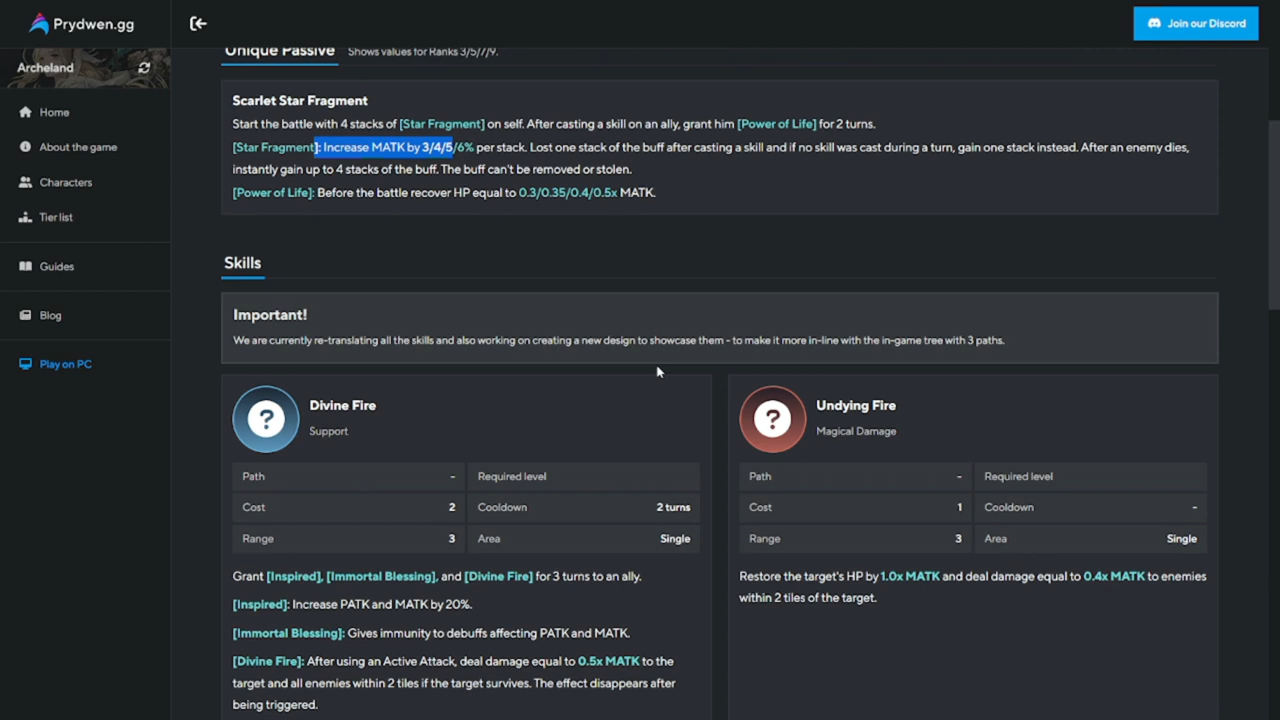 Prydwen.gg
Join our Discord
Archeland
Home
About the game
Characters
Tier list
Guides
Blog
Play on PC
Unique Passive Shows values for Ranks 3/5/7/9.
Scarlet Star Fragment
Start the battle with 4 stacks of [Star Fragment] on self. After casting a skill on an ally, grant him [Power of Life] for 2 turns.
[Star Fragment]: Increase MATK by 3/4/5/6% per stack. Lost one stack of the buff after casting a skill and if no skill was cast during a turn, gain one stack instead. After an enemy dies,
instantly gain up to 4 stacks of the buff. The buff can't be removed or stolen.
[Power of Life]: Before the battle recover HP equal to 0.3/0.35/0.4/0.5x MATK.
Skills
Important!
We are currently re-translating all the skills and also working on creating a new design to showcase them - to make it more in-line with the in-game tree with 3 paths.
?
Divine Fire
Support
Path - Required level
Cost 2 Cooldown 2 turns
Range 3 Area Single
Grant [Inspired], [Immortal Blessing], and [Divine Fire] for 3 turns to an ally.
[Inspired]: Increase PATK and MATK by 20%.
[Immortal Blessing]: Gives immunity to debuffs affecting PATK and MATK.
[Divine Fire]: After using an Active Attack, deal damage equal to 0.5x MATK to the
target and all enemies within 2 tiles if the target survives. The effect disappears after
being triggered.
?
Undying Fire
Magical Damage
Path - Required level
Cost 1 Cooldown -
Range 3 Area Single
Restore the target's HP by 1.0x MATK and deal damage equal to 0.4x MATK to enemies
within 2 tiles of the target.